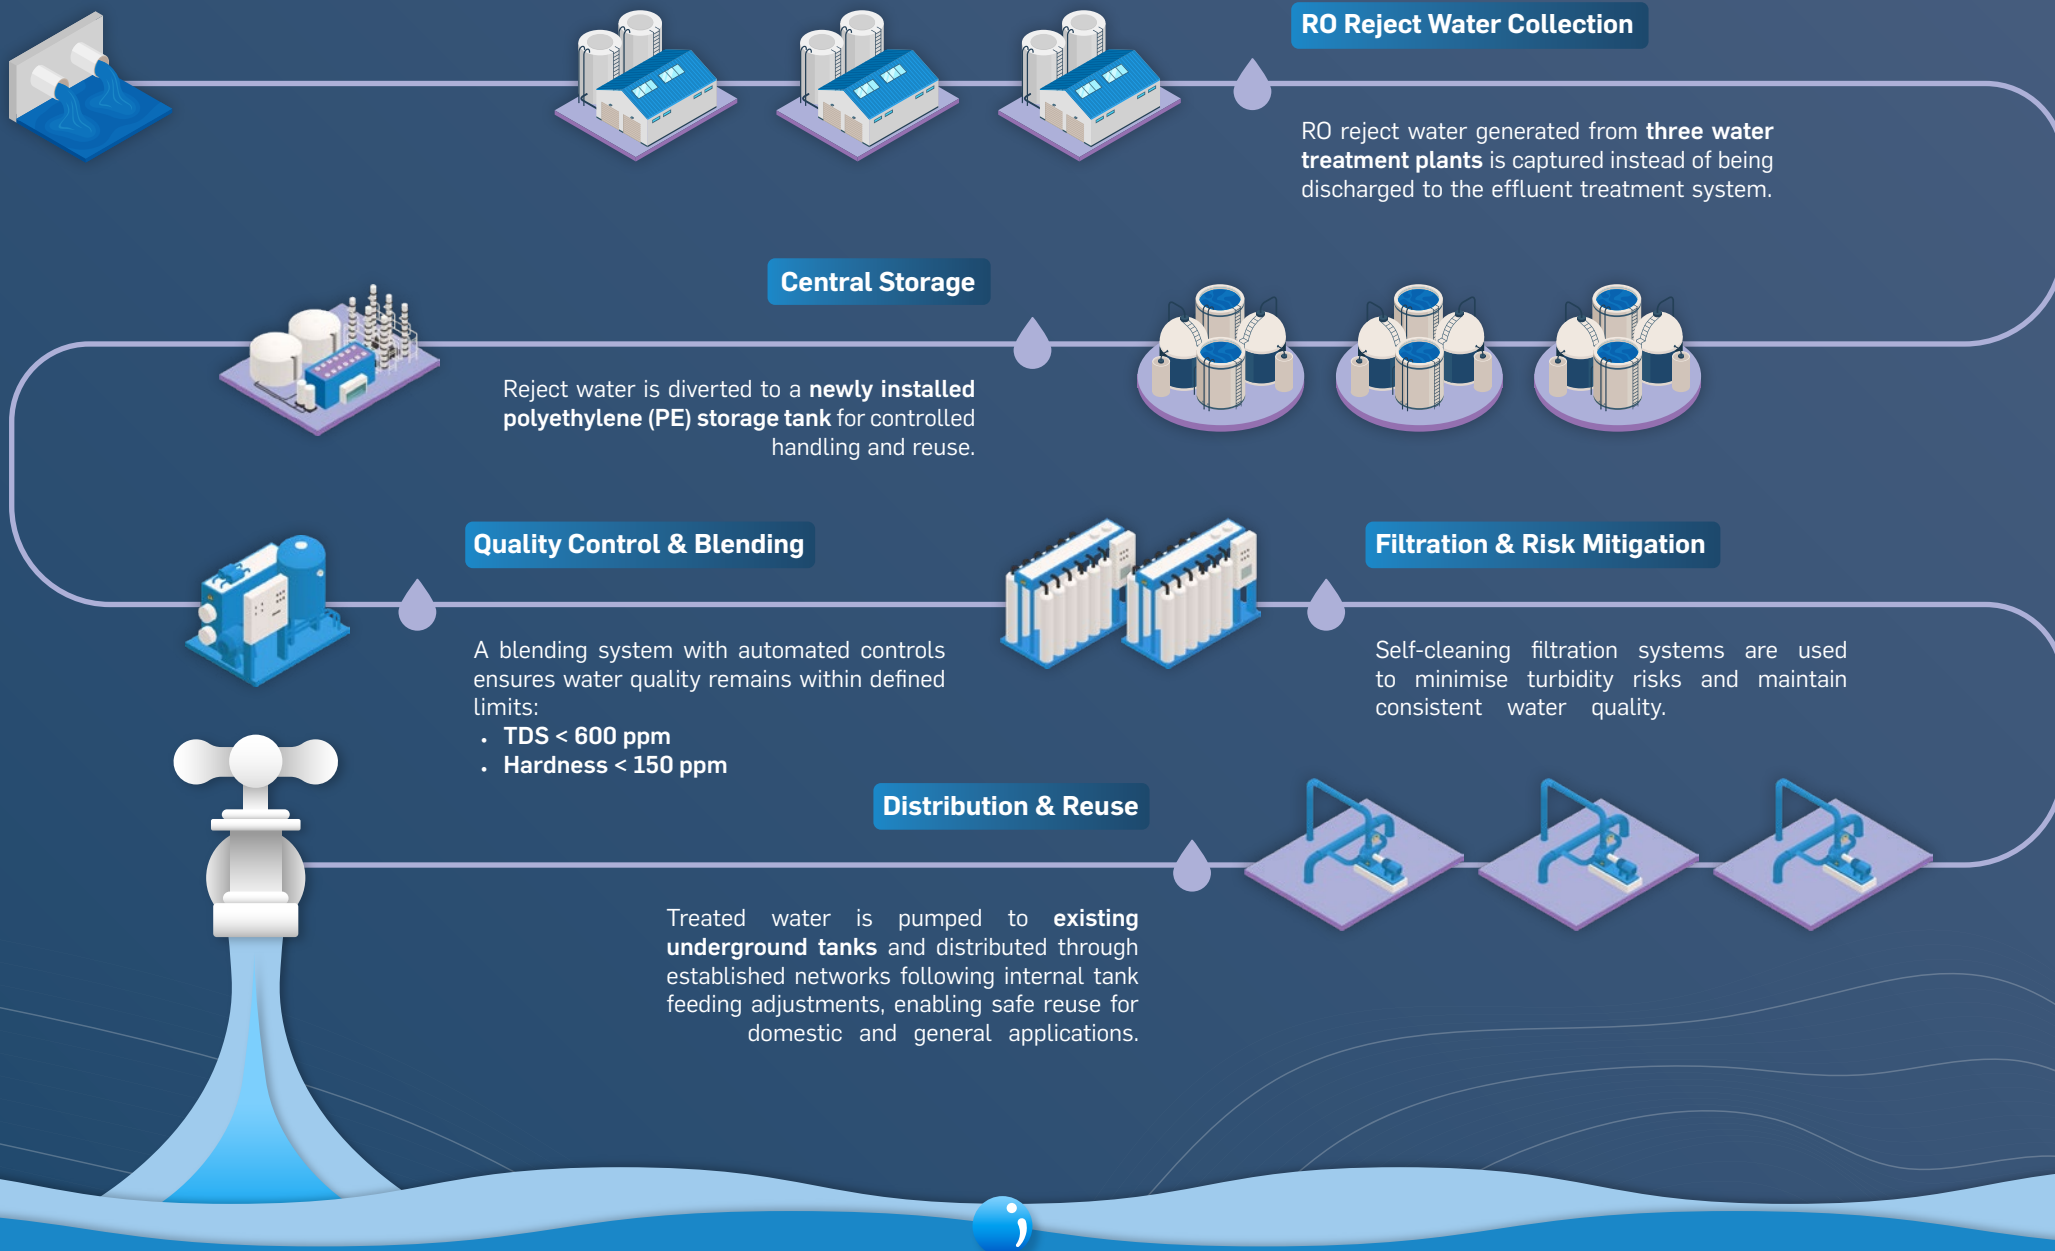 RO Reject Water Collection
RO reject water generated from three water
treatment plants is captured instead of being
discharged to the effluent treatment system.
Central Storage
Reject water is diverted to a newly installed
polyethylene (PE) storage tank for controlled
handling and reuse.
Quality Control & Blending
A blending system with automated controls
ensures water quality remains within defined
limits:
• TDS < 600 ppm
• Hardness < 150 ppm
Filtration & Risk Mitigation
Self-cleaning filtration systems are used
to minimise turbidity risks and maintain
consistent water quality.
Distribution & Reuse
Treated water is pumped to existing
underground tanks and distributed through
established networks following internal tank
feeding adjustments, enabling safe reuse for
domestic and general applications.